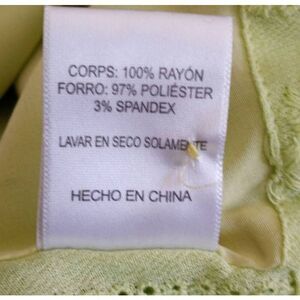 CORPS: 100% RAYÓN
FORRO: 97% POLIÉSTER
3% SPANDEX
LAVAR EN SECO SOLAMENTE
HECHO EN CHINA